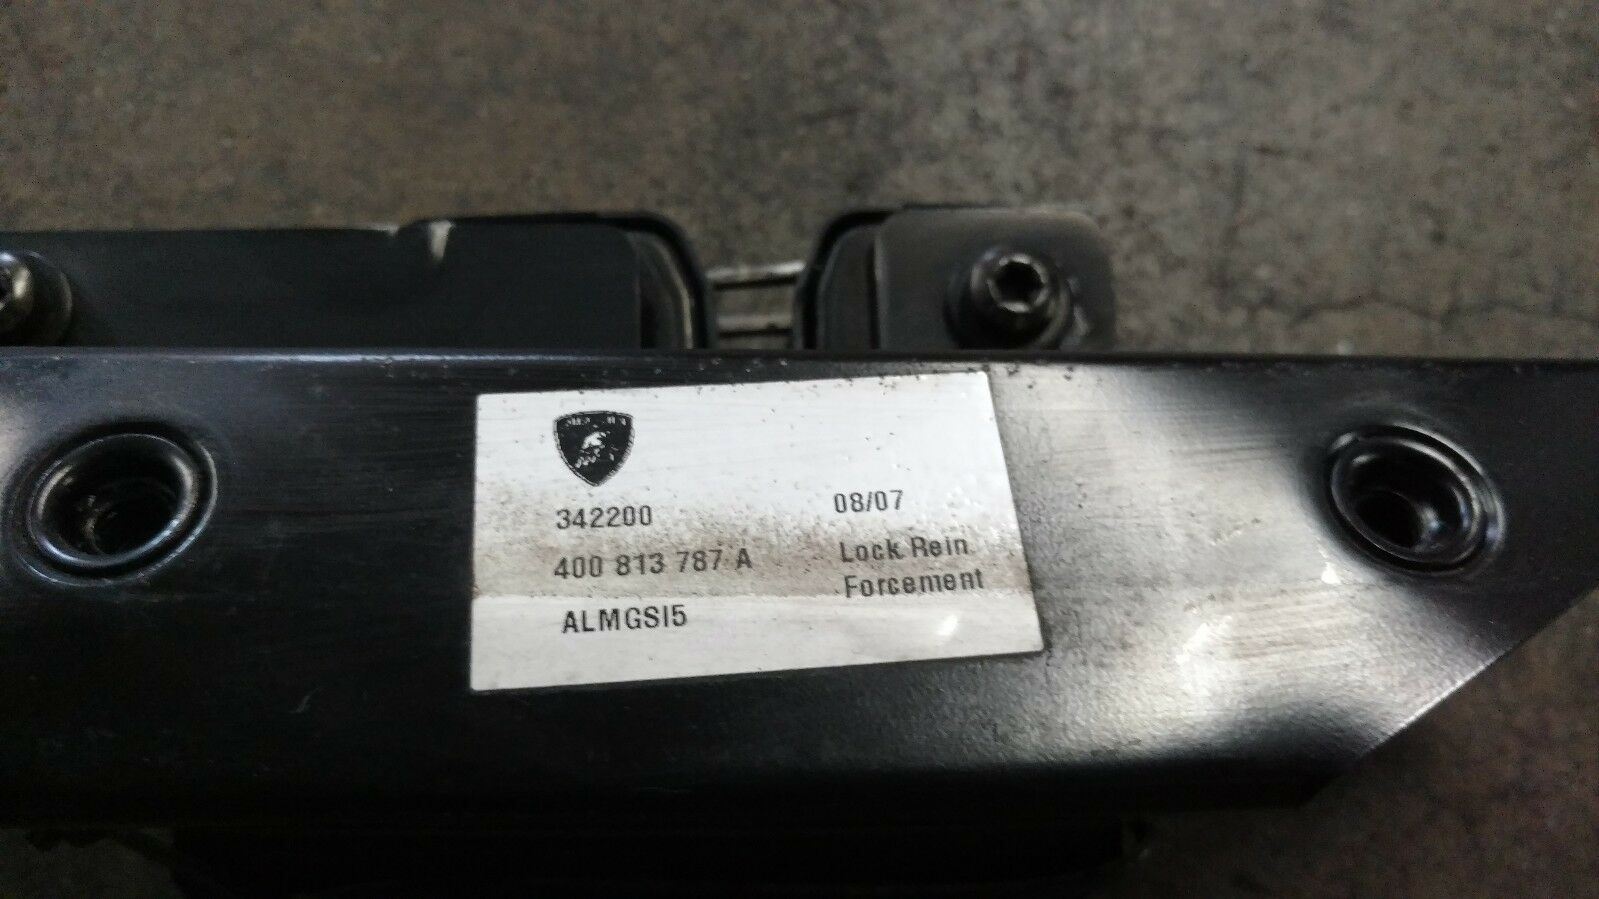 342200
08/07
400 813 787 A
Lock Rein
Forcement
ALMGSI5